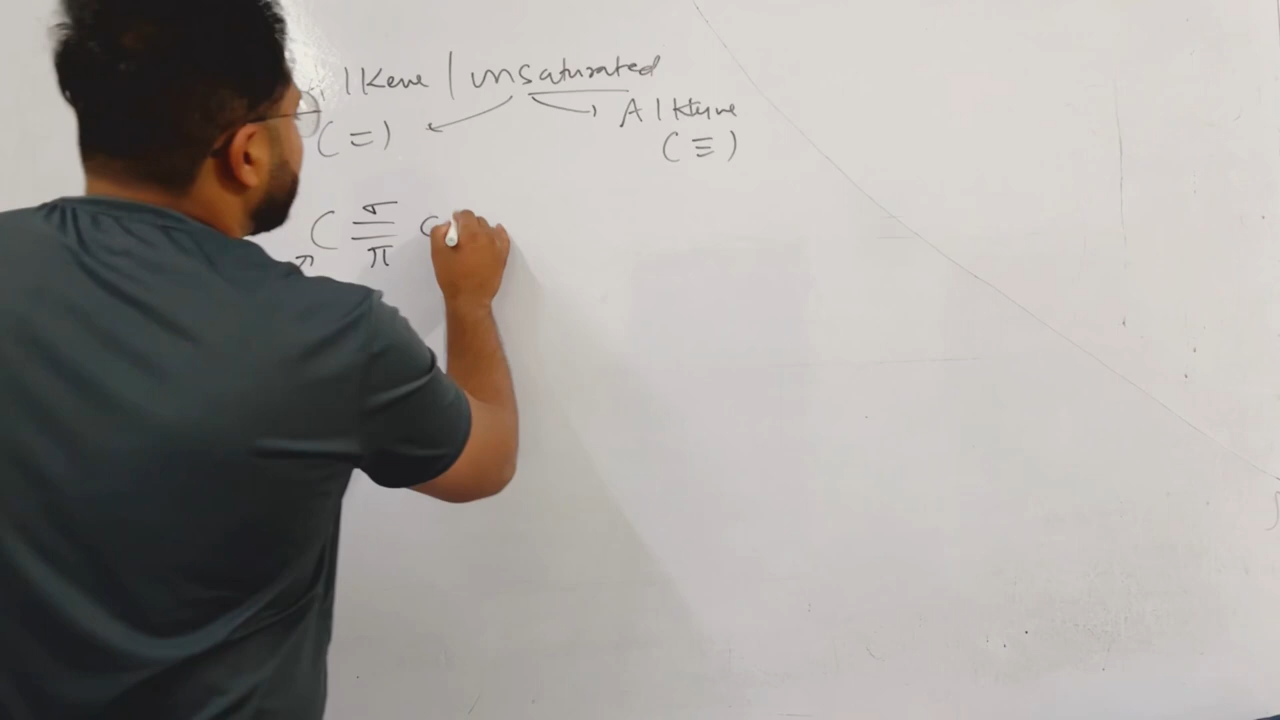 lKene / unsaturated
(=) Alkyne
(≡)
C σ = π C
π